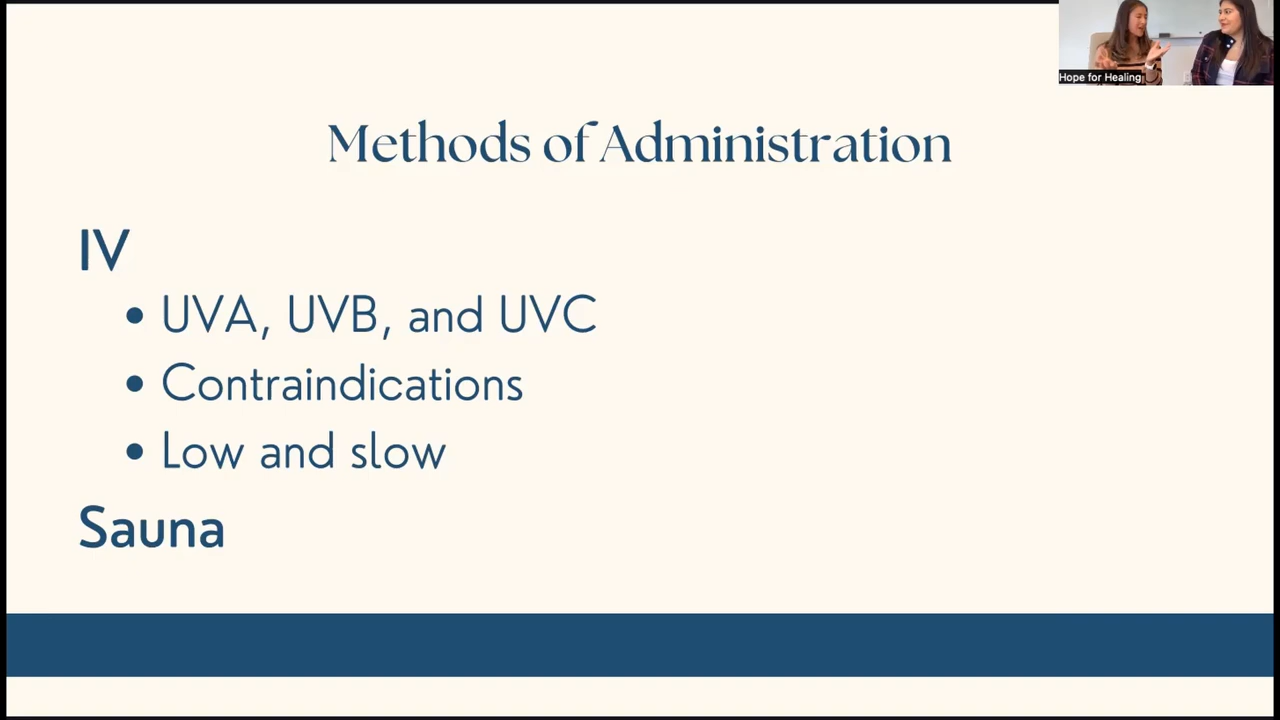 Hope for Healing
Methods of Administration
IV
• UVA, UVB, and UVC
• Contraindications
• Low and slow
Sauna